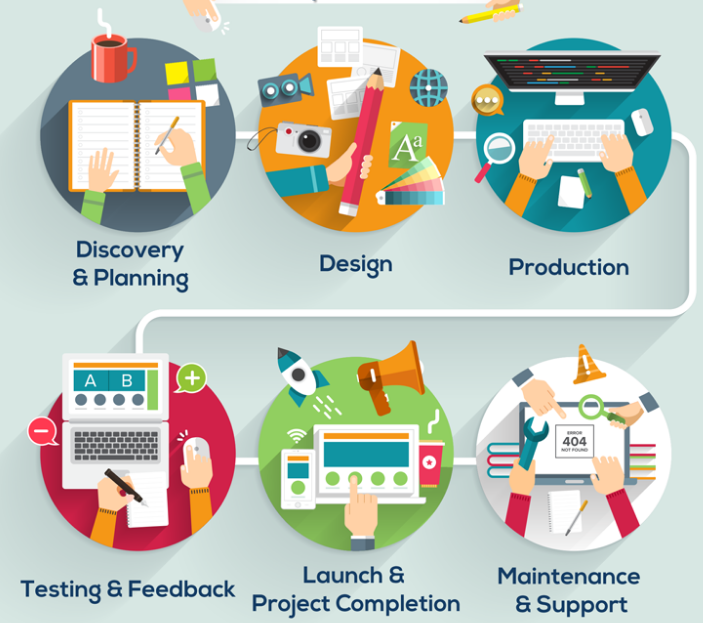 Discovery
& Planning
Aa
Design
Production
A B
Testing & Feedback
Launch &
Project Completion
ERROR
404
NOT FOUND
Maintenance
& Support